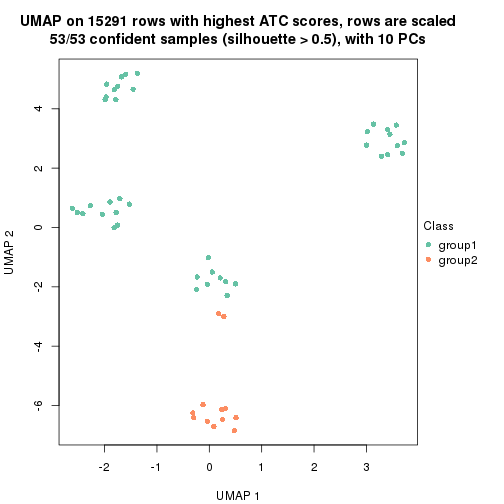 UMAP on 15291 rows with highest ATC scores, rows are scaled
53/53 confident samples (silhouette > 0.5), with 10 PCs
4
2
0
-2
-4
-6
UMAP 2
-2
-1
0
1
2
3
UMAP 1
Class
group1
group2